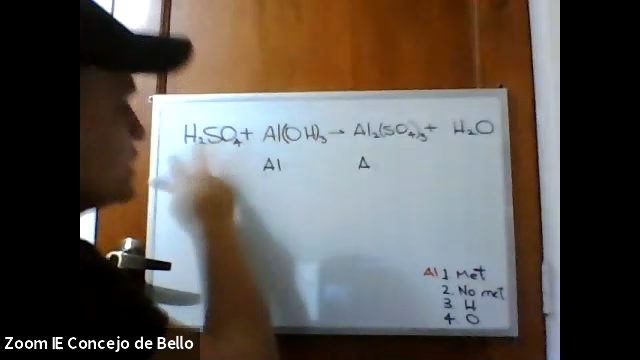 H₂SO₄ + Al(OH)₃ → Al₂(SO₄)₃ + H₂O
Al A
Al 1 Met
2. No met
3 H
4 O
Zoom IE Concejo de Bello